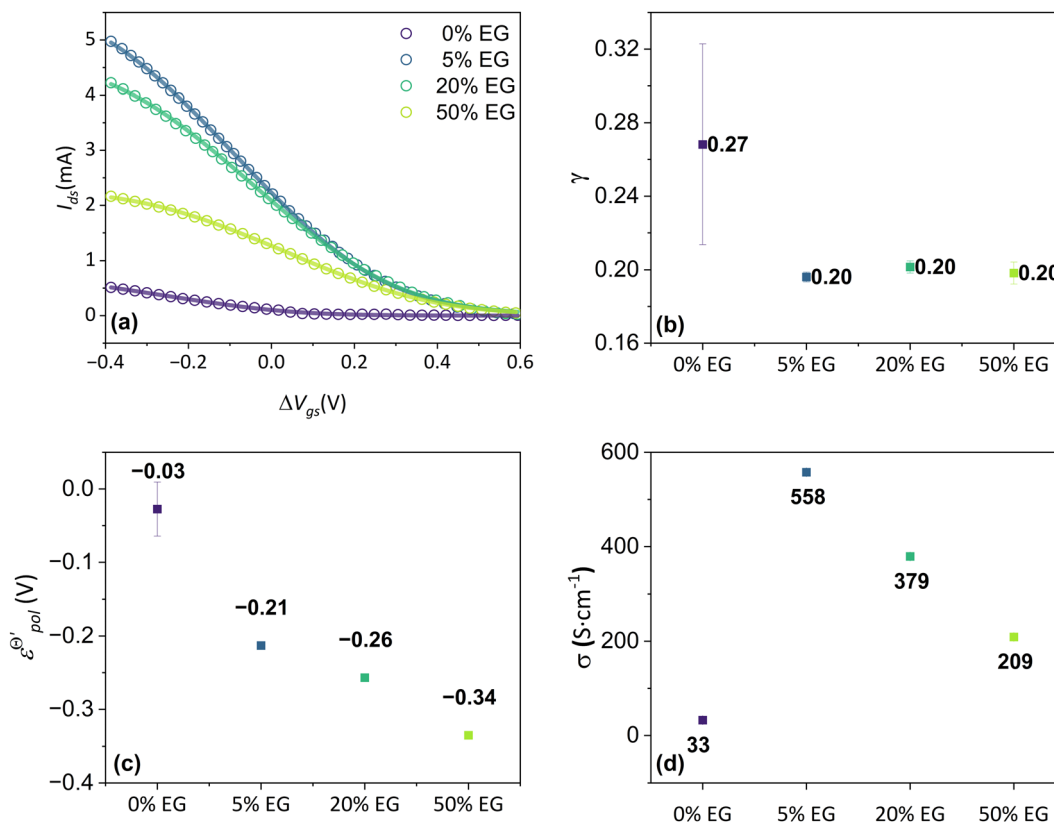 5
4
3
2
1
0
I_ds(mA)
0% EG
5% EG
20% EG
50% EG
(a)
−0.4
−0.2
0.0
0.2
0.4
0.6
ΔV_gs(V)
0.32
0.28
0.24
0.20
0.16
γ
0.27
0.20
0.20
0.20
(b)
0% EG
5% EG
20% EG
50% EG
0.0
−0.1
−0.2
−0.3
−0.4
ε^Θ′_pol (V)
−0.03
−0.21
−0.26
−0.34
(c)
0% EG
5% EG
20% EG
50% EG
600
400
200
0
σ (S·cm⁻¹)
558
379
209
33
(d)
0% EG
5% EG
20% EG
50% EG